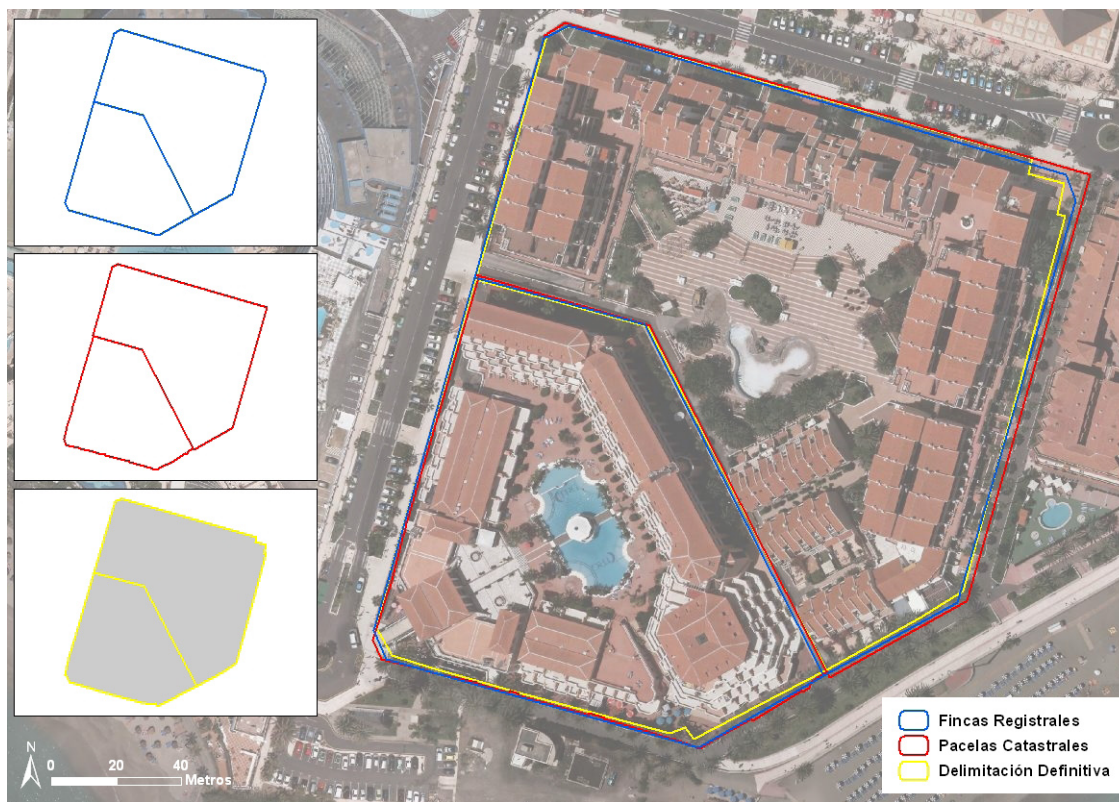 Fincas Registrales
Pacelas Catastrales
Delimitación Definitiva
N
0 20 40
Metros